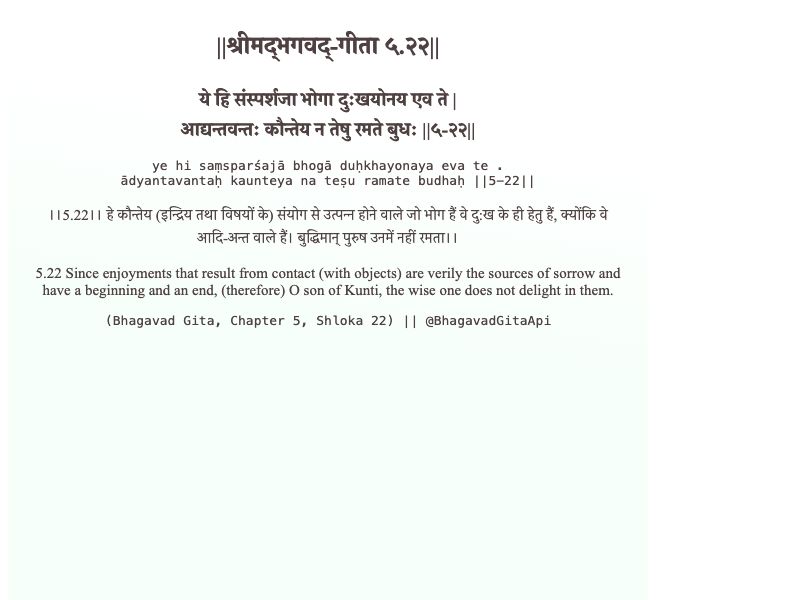 ||श्रीमद्‍भगवद्‍-गीता ५.२२||
ये हि संस्पर्शजा भोगा दुःखयोनय एव ते |
आद्यन्तवन्तः कौन्तेय न तेषु रमते बुधः ||५-२२||
ye hi saṃsparśajā bhogā duḥkhayonaya eva te .
ādyantavantaḥ kaunteya na teṣu ramate budhaḥ ||5-22||
।।5.22।। हे कौन्तेय (इन्द्रिय तथा विषयों के) संयोग से उत्पन्न होने वाले जो भोग हैं वे दु:ख के ही हेतु हैं, क्योंकि वे
आदि-अन्त वाले हैं। बुद्धिमान् पुरुष उनमें नहीं रमता।।
5.22 Since enjoyments that result from contact (with objects) are verily the sources of sorrow and
have a beginning and an end, (therefore) O son of Kunti, the wise one does not delight in them.
(Bhagavad Gita, Chapter 5, Shloka 22) || @BhagavadGitaApi